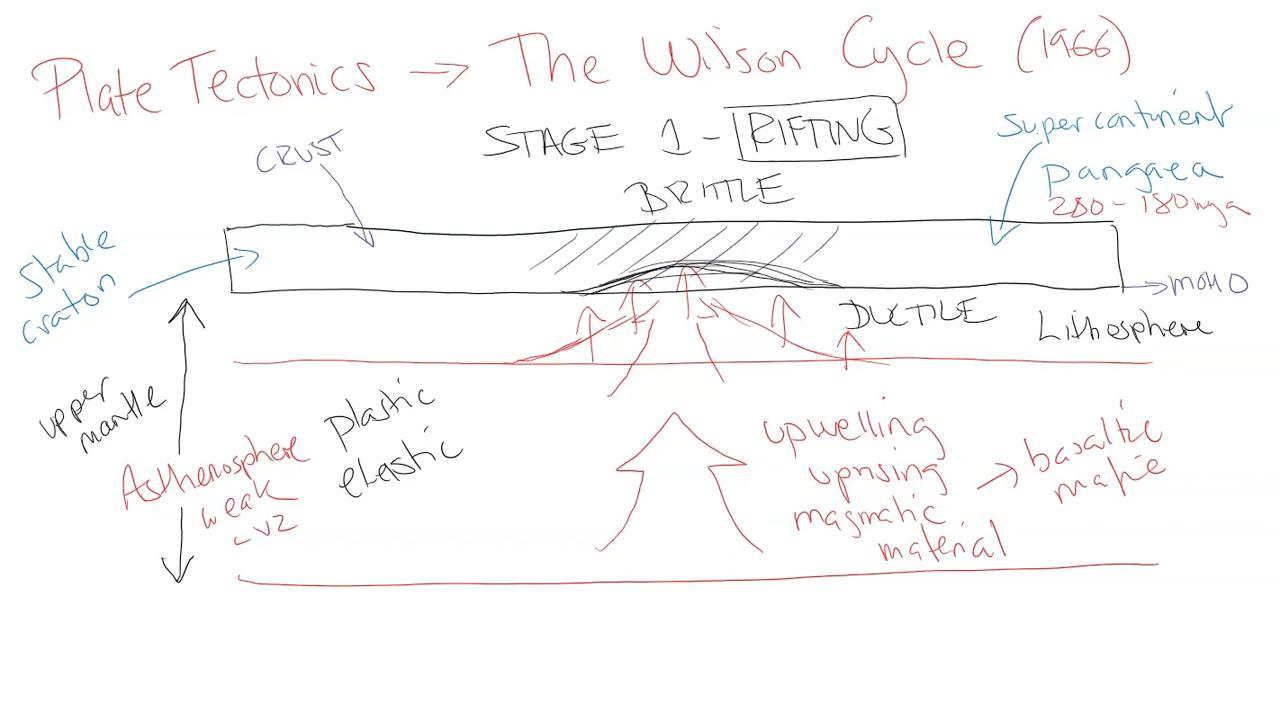 Plate Tectonics → The Wilson Cycle (1966)
STAGE 1 - RIFTING
CRUST
BRITTLE
Supercontinent
Pangaea
280 - 180mya
Stable
craton
→ MOHO
DUCTILE
Lithosphere
upper
mantle
plastic
elastic
Asthenosphere
weak
upwelling
uprising
magmatic
material
→ basaltic
mafic